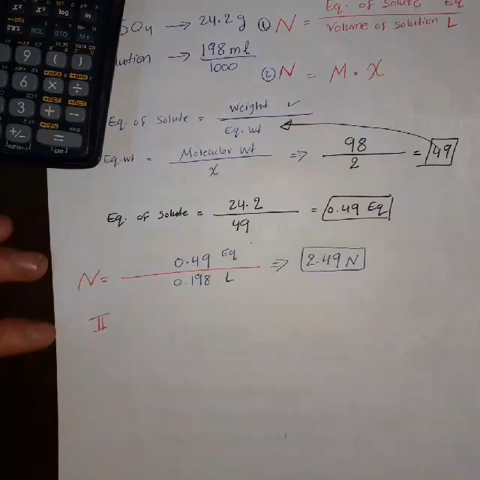 SO4 → 24.2 g ① N = Eq. of solute Eq / Volume of solution L
lution → 198 ml / 1000
② N = M . X
Eq. of solute = Weight ✓ / Eq. wt
Eq. wt = Molecular wt / x => 98 / 2 = 49
Eq. of solute = 24.2 / 49 = 0.49 Eq
N = 0.49 Eq / 0.198 L => 2.49 N
II